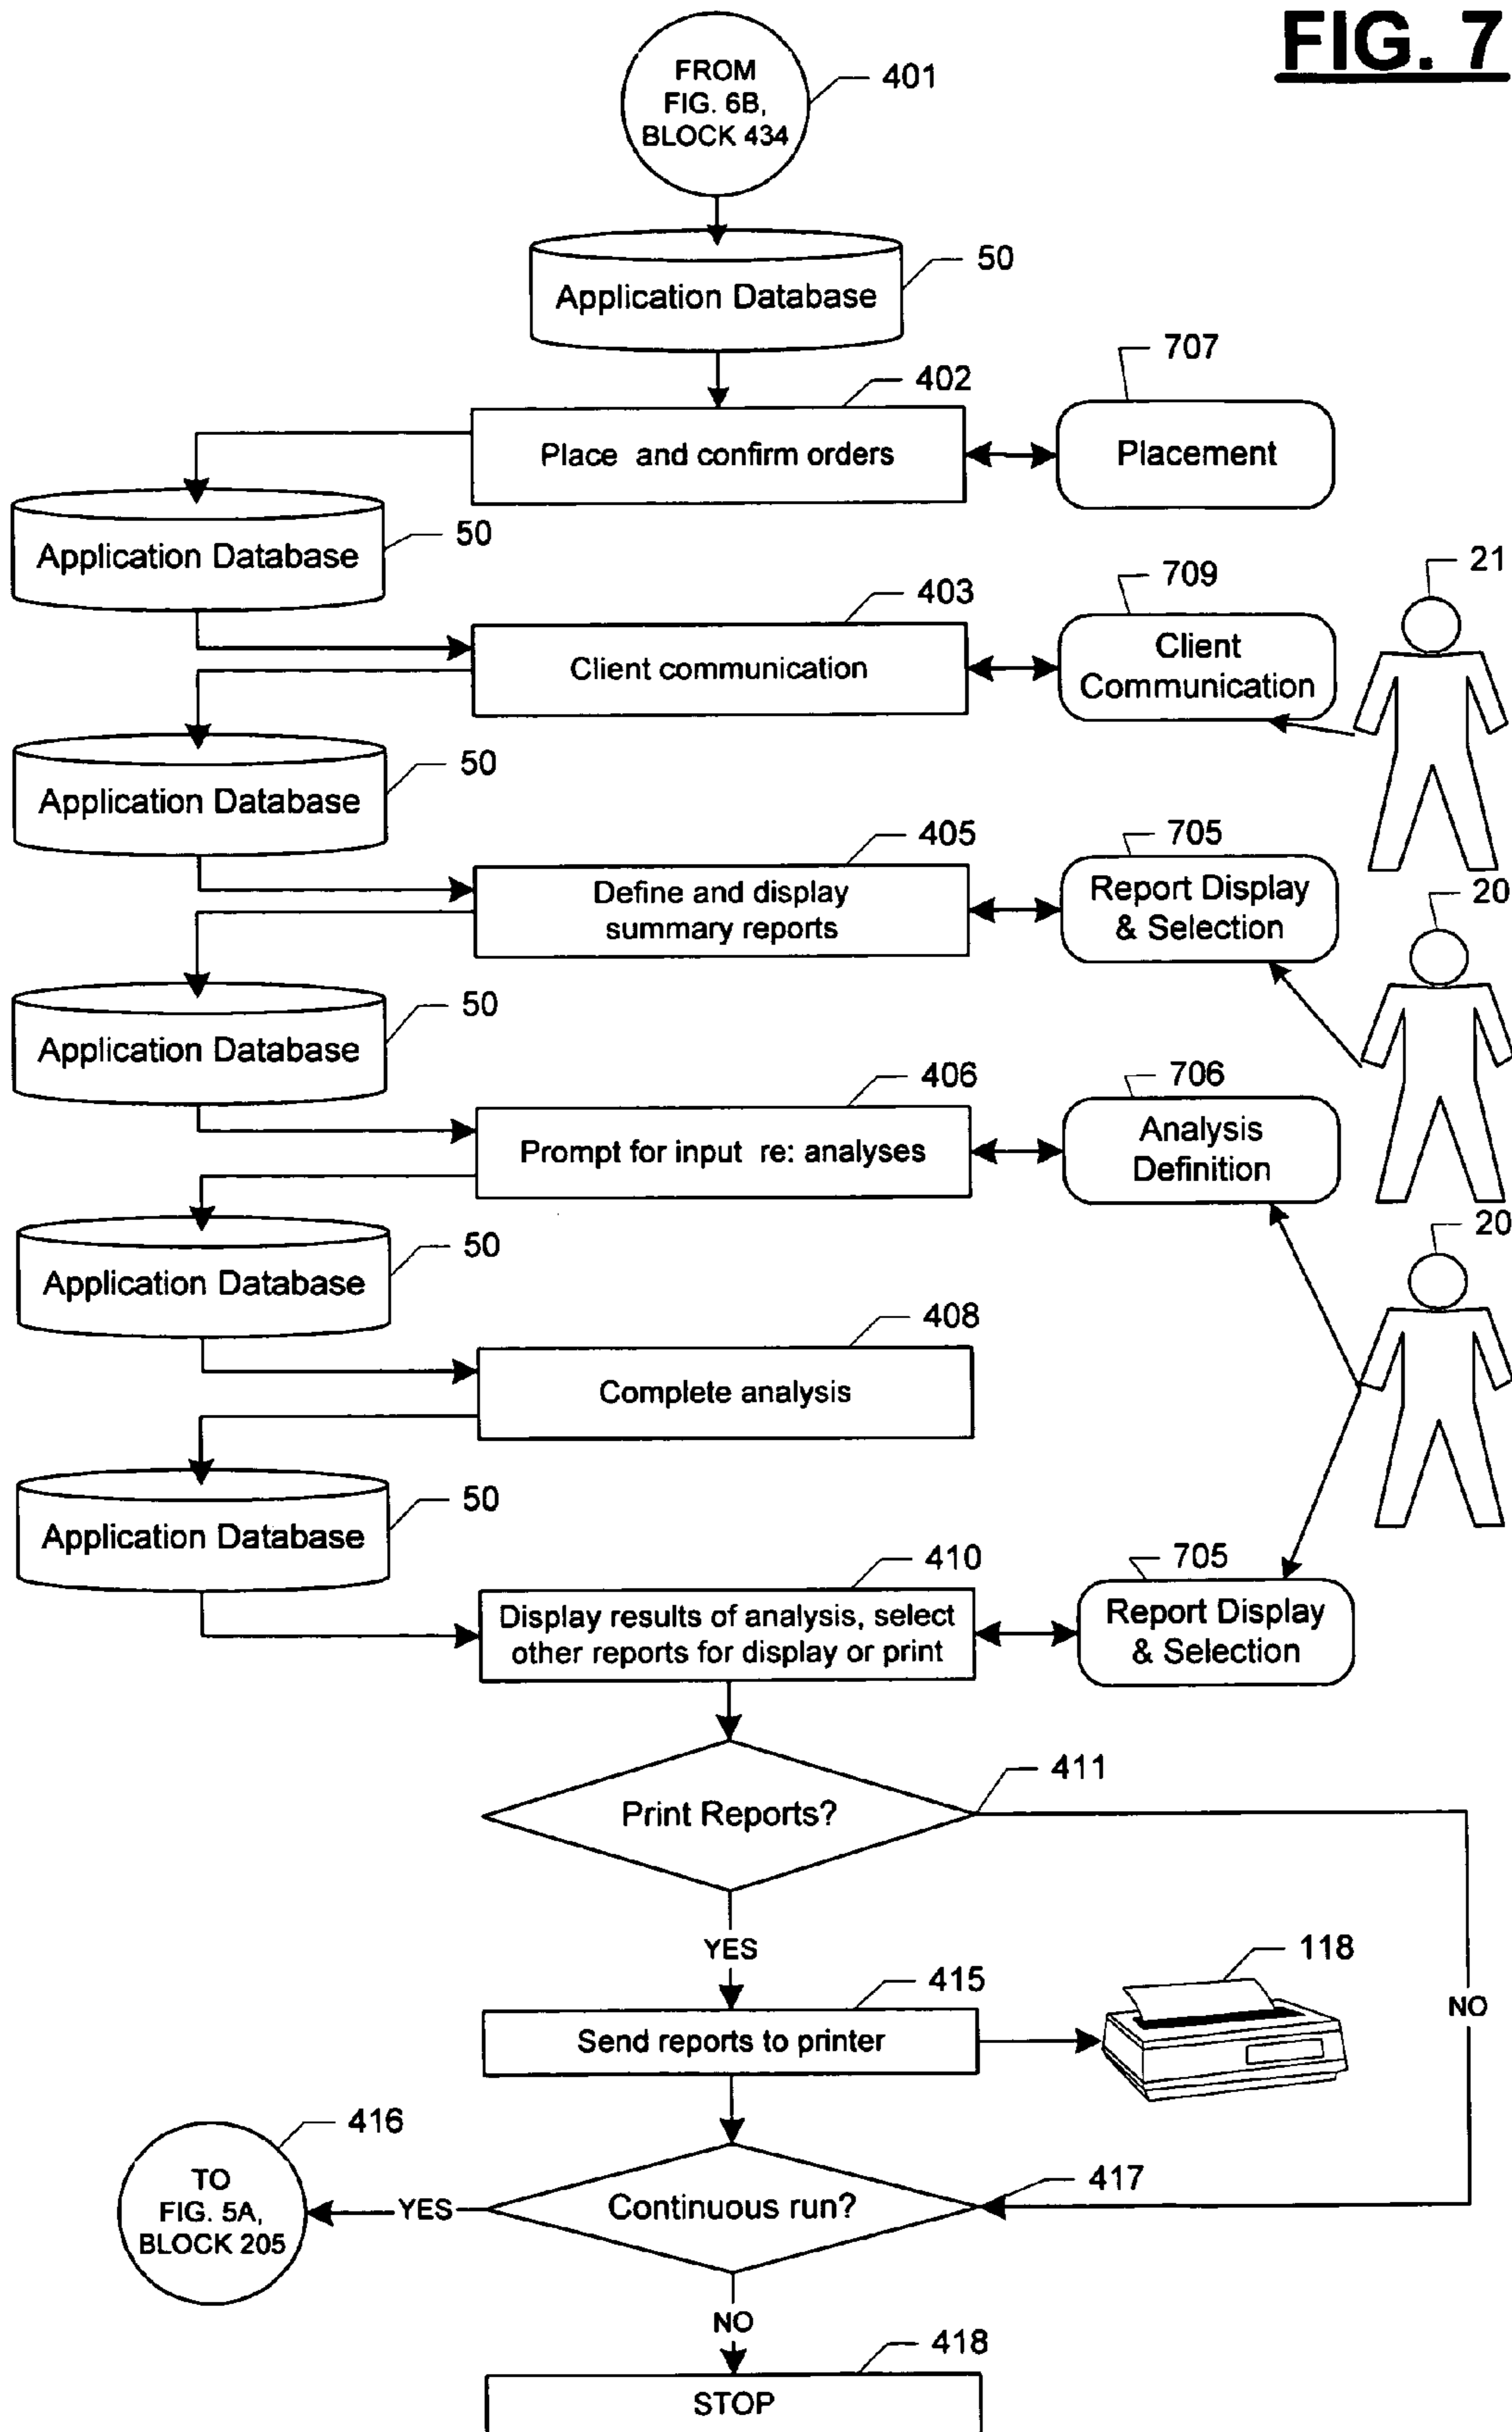 FIG. 7
FROM
FIG. 6B,
BLOCK 434
401
Application Database
50
402
Place and confirm orders
707
Placement
Application Database
50
403
Client communication
709
Client
Communication
21
Application Database
50
405
Define and display
summary reports
705
Report Display
& Selection
20
Application Database
50
406
Prompt for input re: analyses
706
Analysis
Definition
20
Application Database
50
408
Complete analysis
Application Database
50
410
Display results of analysis, select
other reports for display or print
705
Report Display
& Selection
Print Reports?
411
YES
NO
415
Send reports to printer
118
416
TO
FIG. 5A,
BLOCK 205
YES
Continuous run?
417
NO
418
STOP